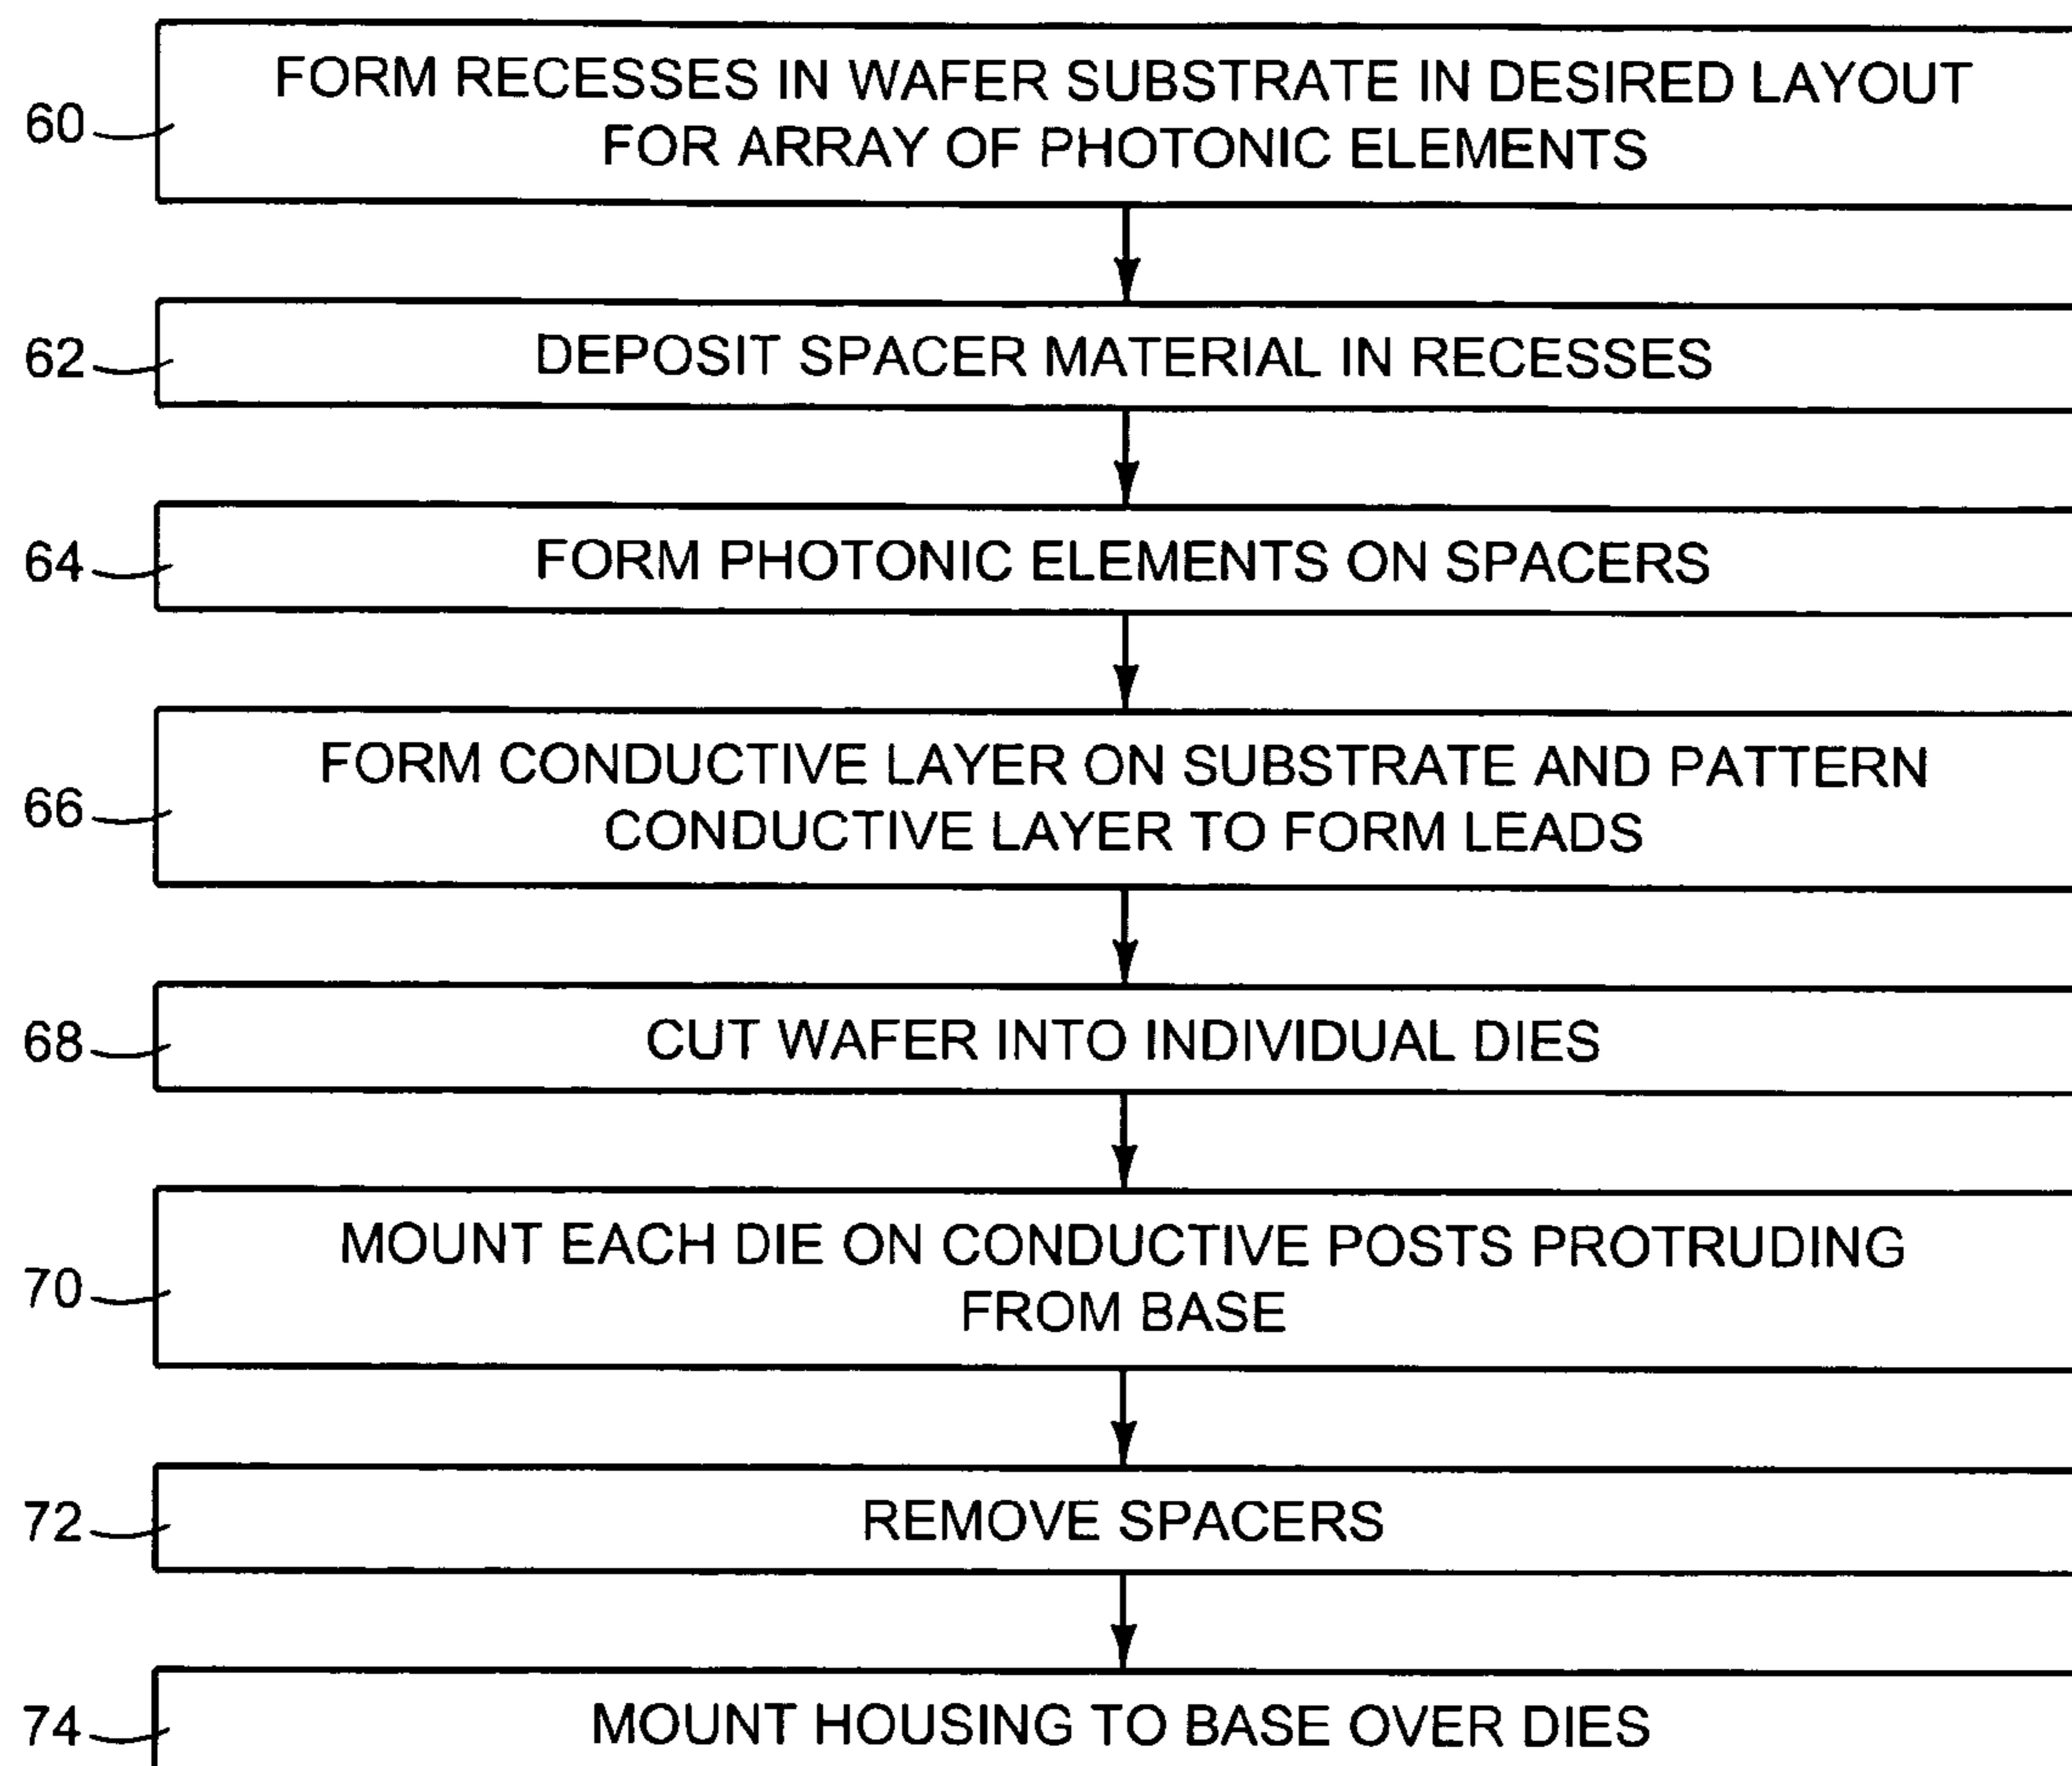 60
FORM RECESSES IN WAFER SUBSTRATE IN DESIRED LAYOUT
FOR ARRAY OF PHOTONIC ELEMENTS
62
DEPOSIT SPACER MATERIAL IN RECESSES
64
FORM PHOTONIC ELEMENTS ON SPACERS
66
FORM CONDUCTIVE LAYER ON SUBSTRATE AND PATTERN
CONDUCTIVE LAYER TO FORM LEADS
68
CUT WAFER INTO INDIVIDUAL DIES
70
MOUNT EACH DIE ON CONDUCTIVE POSTS PROTRUDING
FROM BASE
72
REMOVE SPACERS
74
MOUNT HOUSING TO BASE OVER DIES